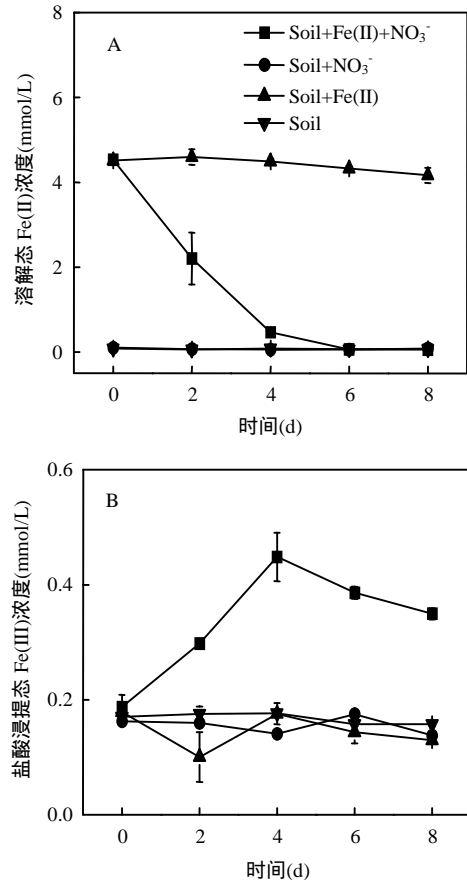 8
A
Soil+Fe(II)+NO₃⁻
Soil+NO₃⁻
Soil+Fe(II)
Soil
6
4
2
0
溶解态 Fe(II)浓度(mmol/L)
0 2 4 6 8
时间(d)
0.6
B
0.4
0.2
0.0
盐酸浸提态 Fe(III)浓度(mmol/L)
0 2 4 6 8
时间(d)